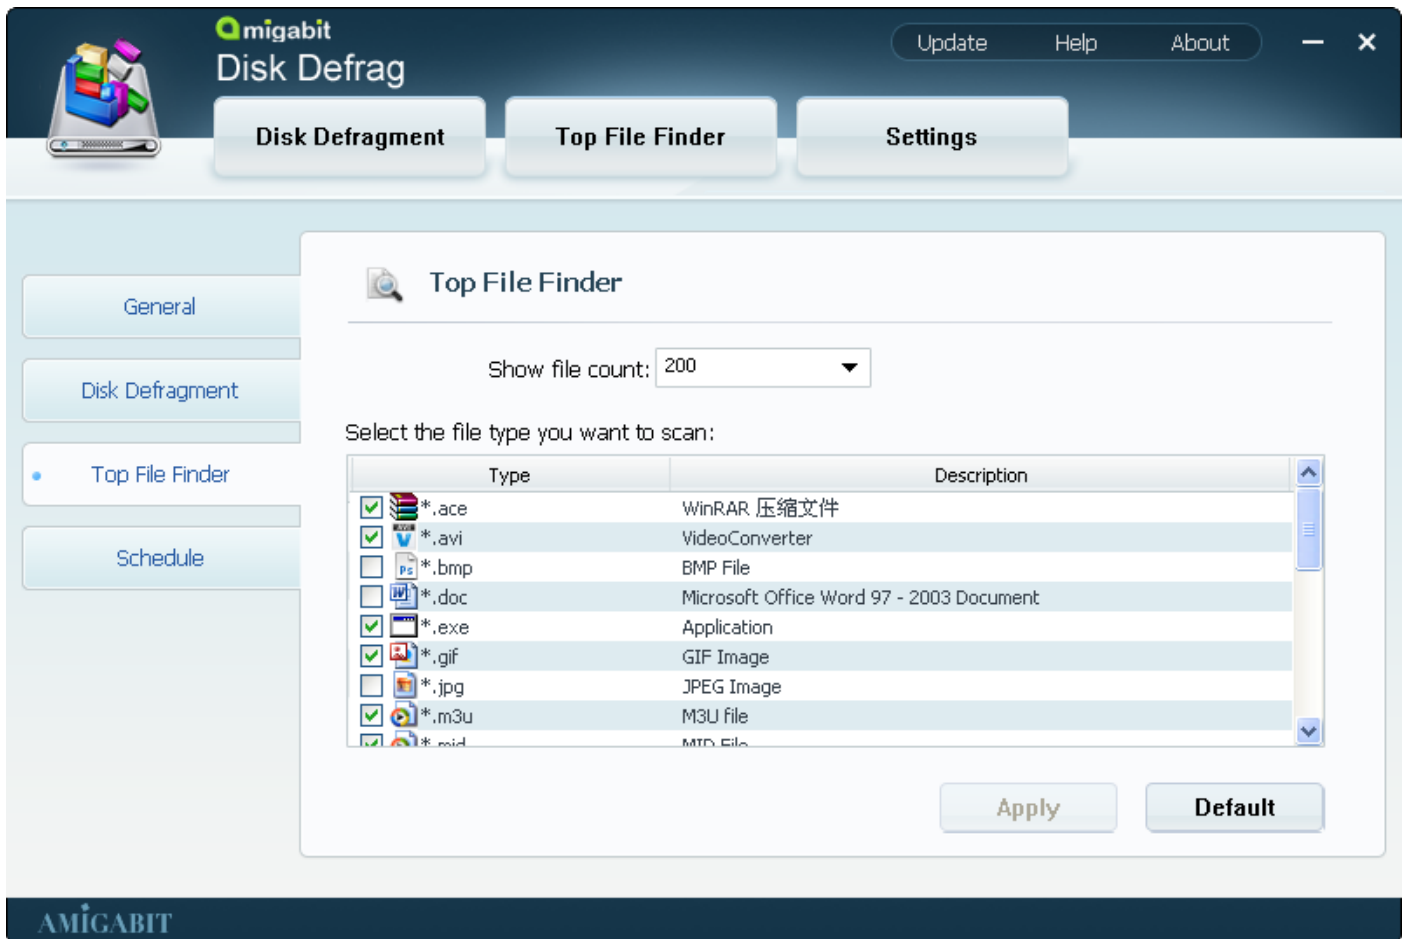 Amigabit
Disk Defrag
Update Help About
Disk Defragment Top File Finder Settings
General
Disk Defragment
Top File Finder
Schedule
Top File Finder
Show file count: 200
Select the file type you want to scan:
Type Description
*.ace WinRAR 压缩文件
*.avi VideoConverter
*.bmp BMP File
*.doc Microsoft Office Word 97 - 2003 Document
*.exe Application
*.gif GIF Image
*.jpg JPEG Image
*.m3u M3U file
*.mid MID File
Apply Default
AMIGABIT